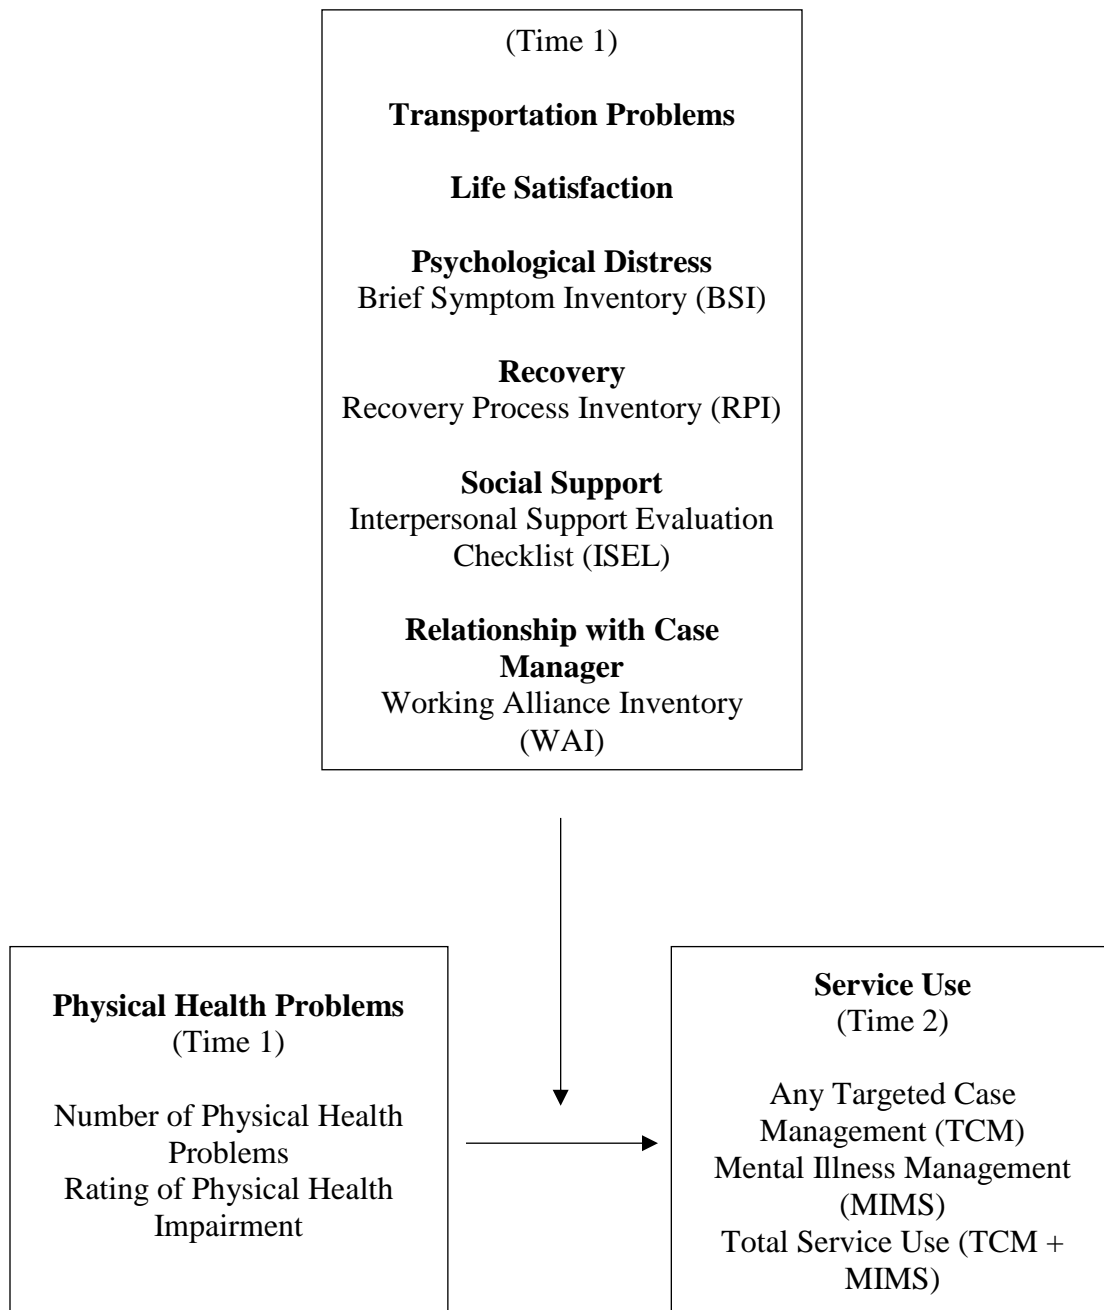 (Time 1)
Transportation Problems
Life Satisfaction
Psychological Distress
Brief Symptom Inventory (BSI)
Recovery
Recovery Process Inventory (RPI)
Social Support
Interpersonal Support Evaluation
Checklist (ISEL)
Relationship with Case
Manager
Working Alliance Inventory
(WAI)
Physical Health Problems
(Time 1)
Number of Physical Health
Problems
Rating of Physical Health
Impairment
Service Use
(Time 2)
Any Targeted Case
Management (TCM)
Mental Illness Management
(MIMS)
Total Service Use (TCM +
MIMS)